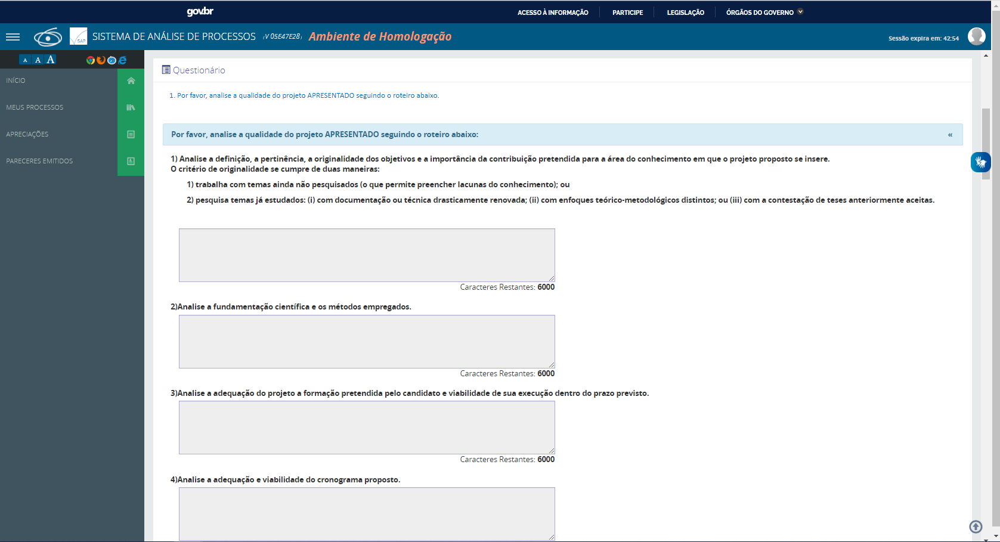 gov.br
ACESSO À INFORMAÇÃO
PARTICIPE
LEGISLAÇÃO
ÓRGÃOS DO GOVERNO
SAP
SISTEMA DE ANÁLISE DE PROCESSOS (V 05E47E28) Ambiente de Homologação
Sessão expira em: 42:54
A A A
INÍCIO
MEUS PROCESSOS
APRECIAÇÕES
PARECERES EMITIDOS
Questionário
1. Por favor, analise a qualidade do projeto APRESENTADO seguindo o roteiro abaixo.
Por favor, analise a qualidade do projeto APRESENTADO seguindo o roteiro abaixo: «
1) Analise a definição, a pertinência, a originalidade dos objetivos e a importância da contribuição pretendida para a área do conhecimento em que o projeto proposto se insere.
O critério de originalidade se cumpre de duas maneiras:
1) trabalha com temas ainda não pesquisados (o que permite preencher lacunas do conhecimento); ou
2) pesquisa temas já estudados: (i) com documentação ou técnica drasticamente renovada; (ii) com enfoques teórico-metodológicos distintos; ou (iii) com a contestação de teses anteriormente aceitas.
Caracteres Restantes: 6000
2)Analise a fundamentação científica e os métodos empregados.
Caracteres Restantes: 6000
3)Analise a adequação do projeto a formação pretendida pelo candidato e viabilidade de sua execução dentro do prazo previsto.
Caracteres Restantes: 6000
4)Analise a adequação e viabilidade do cronograma proposto.